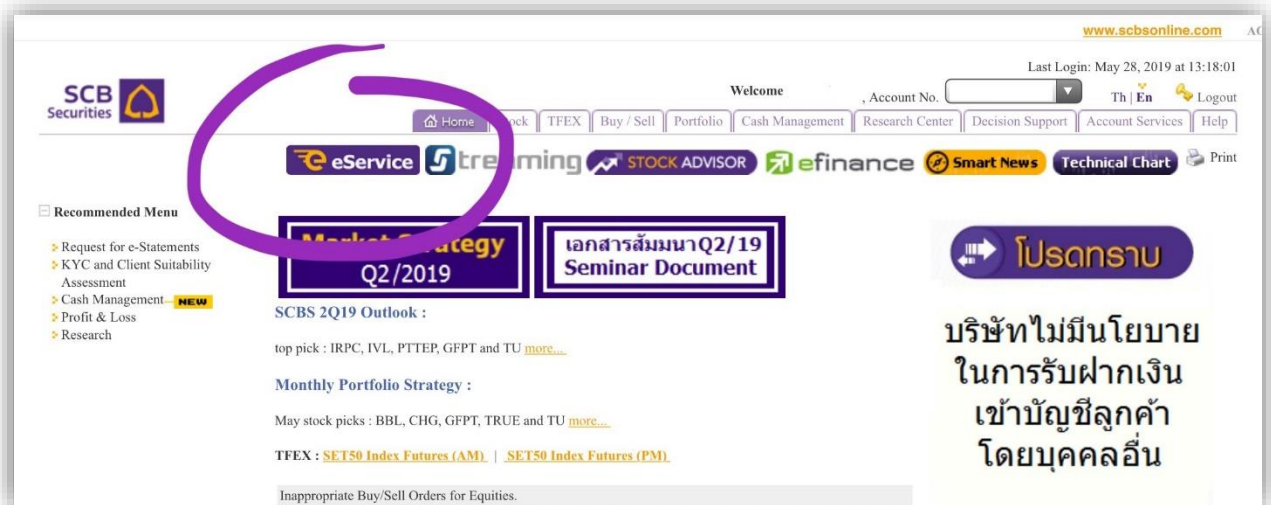 www.scbsonline.com
Last Login: May 28, 2019 at 13:18:01
SCB
Securities
Welcome , Account No. Th | En Logout
Home TFEX Buy / Sell Portfolio Cash Management Research Center Decision Support Account Services Help
eService Streaming STOCK ADVISOR efinance Smart News Technical Chart Print
Recommended Menu
Request for e-Statements
KYC and Client Suitability
Assessment
Cash Management NEW
Profit & Loss
Research
Market Strategy
Q2/2019
เอกสารสัมมนา Q2/19
Seminar Document
SCBS 2Q19 Outlook :
top pick : IRPC, IVL, PTTEP, GFPT and TU more...
Monthly Portfolio Strategy :
May stock picks : BBL, CHG, GFPT, TRUE and TU more...
TFEX : SET50 Index Futures (AM) | SET50 Index Futures (PM)
Inappropriate Buy/Sell Orders for Equities.
โปรดทราบ
บริษัทไม่มีนโยบาย
ในการรับฝากเงิน
เข้าบัญชีลูกค้า
โดยบุคคลอื่น